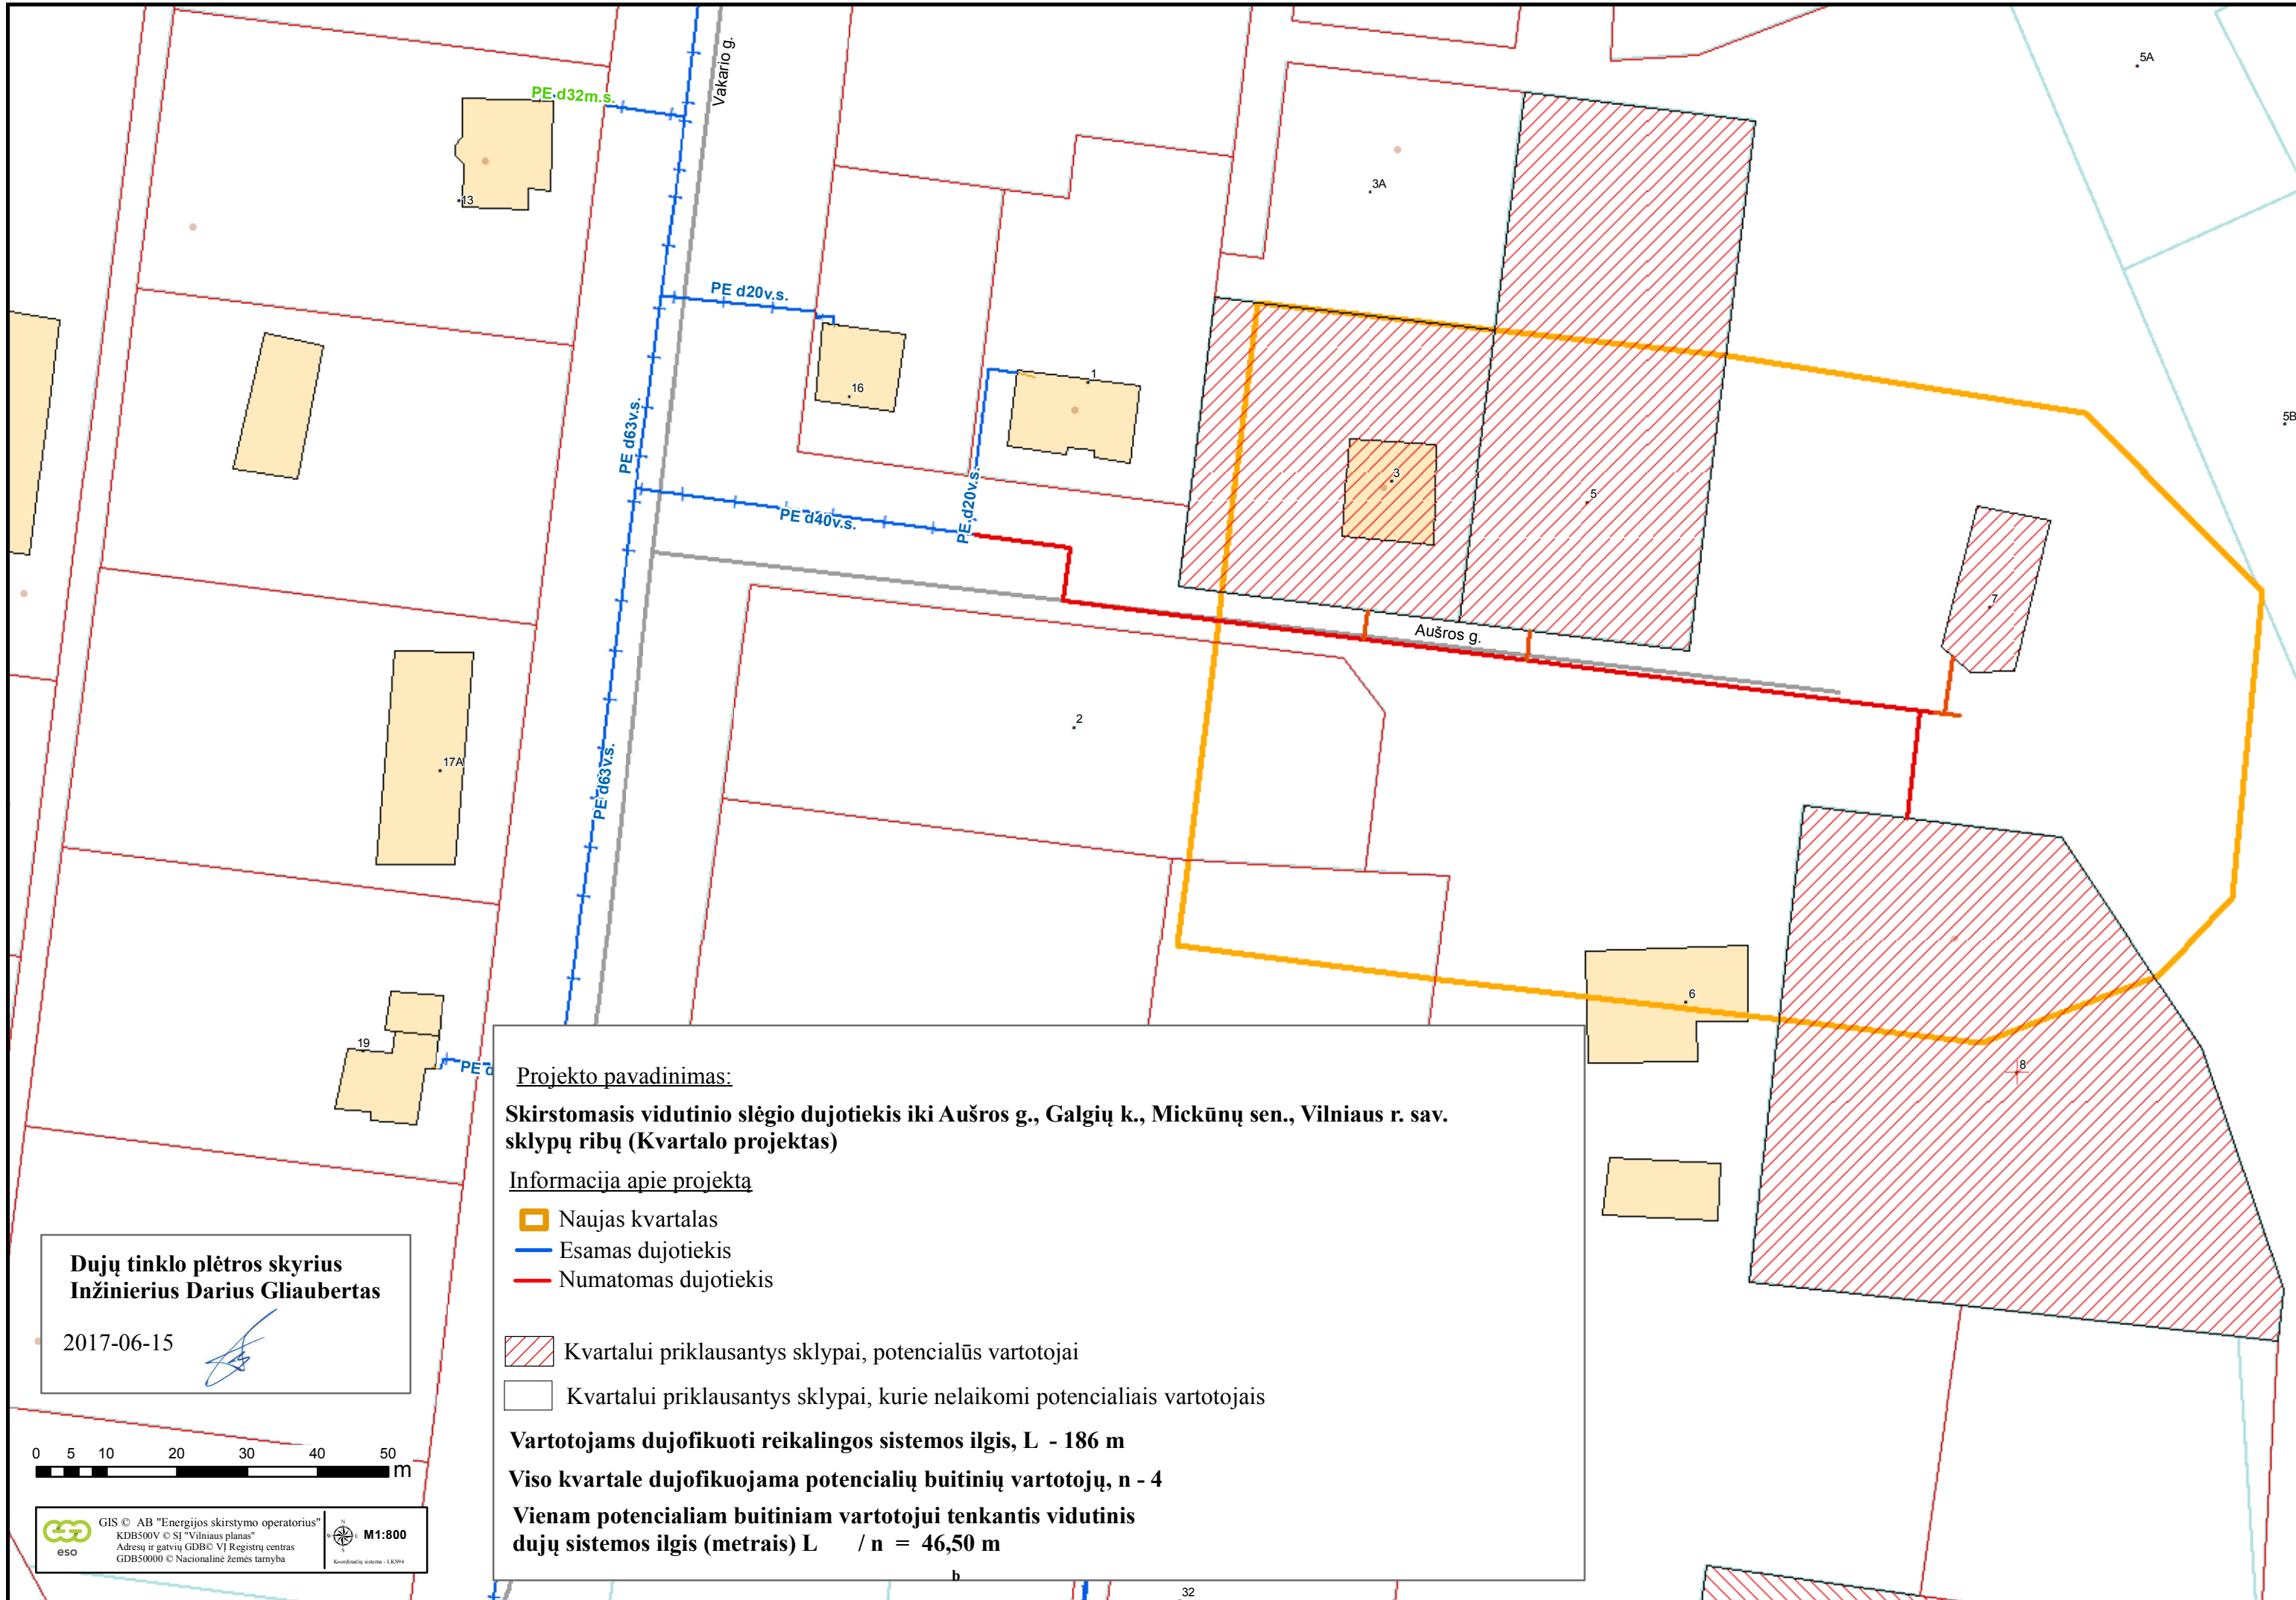 Vakario g.
5A
PE d32m.s.
13
3A
PE d20v.s.
16
1
5B
PE d63v.s.
3
5
PE d20v.s.
PE d40v.s.
7
Aušros g.
2
17A
PE d63v.s.
6
19
PE d
8
Projekto pavadinimas:
Skirstomasis vidutinio slėgio dujotiekis iki Aušros g., Galgių k., Mickūnų sen., Vilniaus r. sav.
sklypų ribų (Kvartalo projektas)
Informacija apie projektą
Naujas kvartalas
Esamas dujotiekis
Numatomas dujotiekis
Kvartalui priklausantys sklypai, potencialūs vartotojai
Kvartalui priklausantys sklypai, kurie nelaikomi potencialiais vartotojais
Vartotojams dujofikuoti reikalingos sistemos ilgis, L - 186 m
Viso kvartale dujofikuojama potencialių buitinių vartotojų, n - 4
Vienam potencialiam buitiniam vartotojui tenkantis vidutinis
dujų sistemos ilgis (metrais) L / n = 46,50 m
b
32
Dujų tinklo plėtros skyrius
Inžinierius Darius Gliaubertas
2017-06-15
0 5 10 20 30 40 50
m
eso
GIS © AB "Energijos skirstymo operatorius"
KDB500V © SĮ "Vilniaus planas"
Adresų ir gatvių GDB© VĮ Registrų centras
GDB50000 © Nacionalinė žemės tarnyba
N
W E
S
M1:800
Koordinačių sistema - LKS94